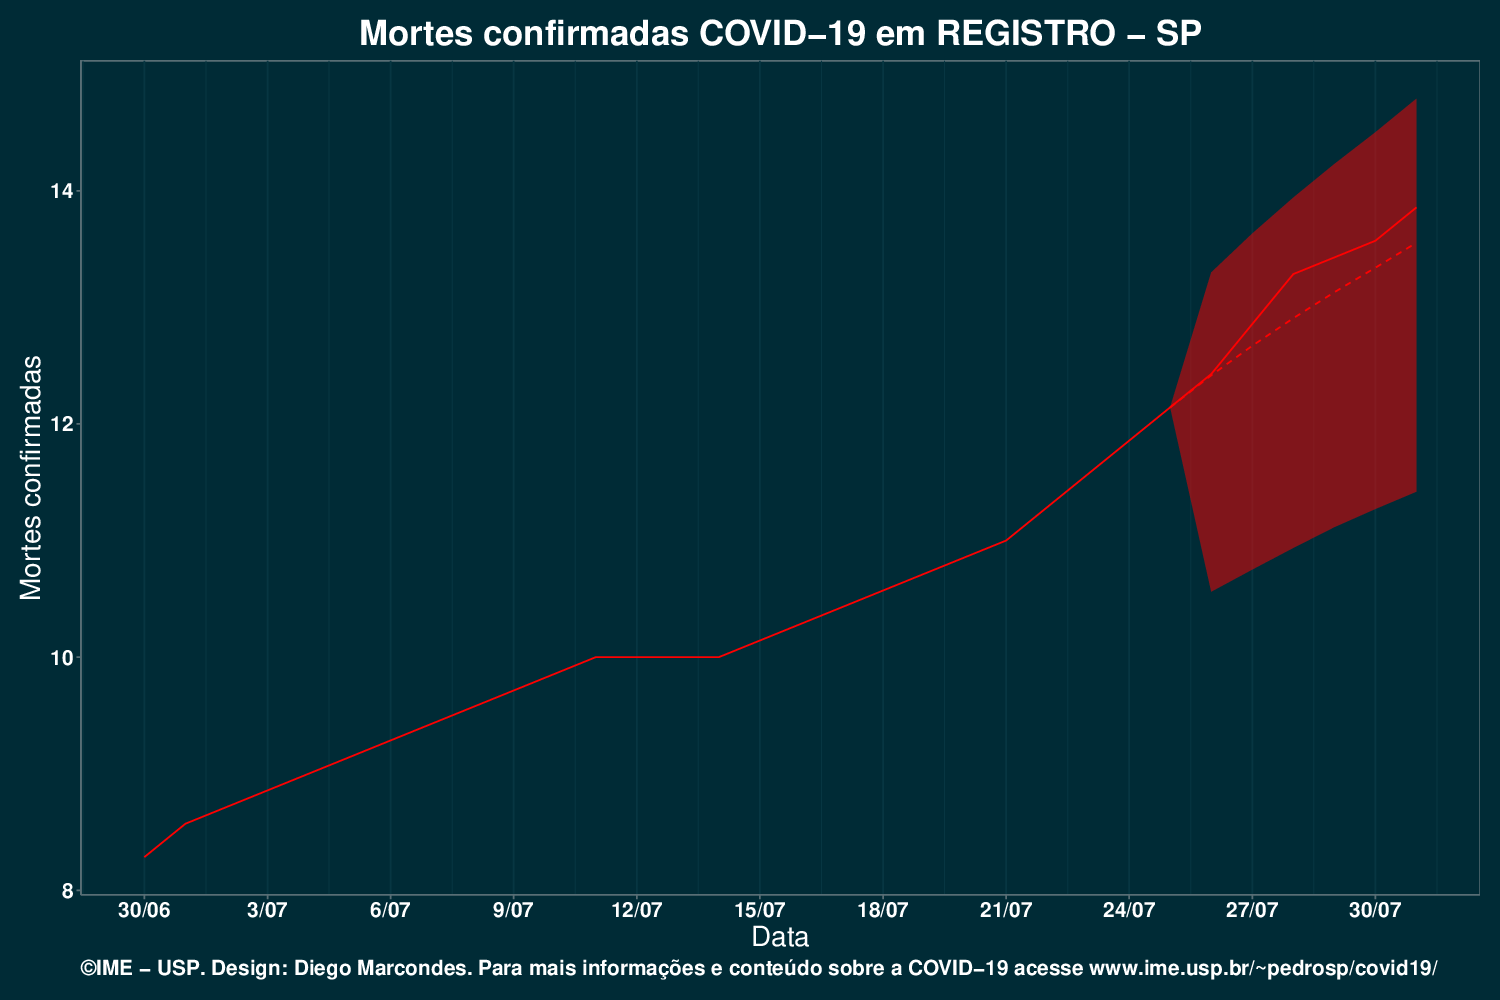 Mortes confirmadas COVID−19 em REGISTRO − SP
Mortes confirmadas
14
12
10
8
30/06 3/07 6/07 9/07 12/07 15/07 18/07 21/07 24/07 27/07 30/07
Data
©IME − USP. Design: Diego Marcondes. Para mais informações e conteúdo sobre a COVID−19 acesse www.ime.usp.br/~pedrosp/covid19/